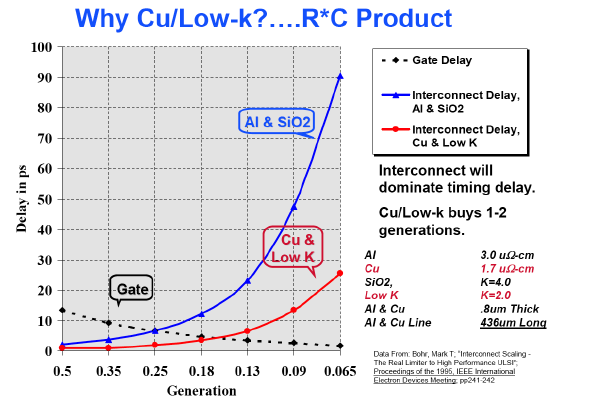 Why Cu/Low-k?....R*C Product
100
90
80
70
60
50
40
30
20
10
0
Delay in ps
Al & SiO2
Cu &
Low K
Gate
0.5 0.35 0.25 0.18 0.13 0.09 0.065
Generation
Gate Delay
Interconnect Delay,
Al & SiO2
Interconnect Delay,
Cu & Low K
Interconnect will
dominate timing delay.
Cu/Low-k buys 1-2
generations.
Al 3.0 uΩ-cm
Cu 1.7 uΩ-cm
SiO2, K=4.0
Low K K=2.0
Al & Cu .8um Thick
Al & Cu Line 436um Long
Data From: Bohr, Mark T; "Interconnect Scaling -
The Real Limiter to High Performance ULSI";
Proceedings of the 1995, IEEE International
Electron Devices Meeting; pp241-242